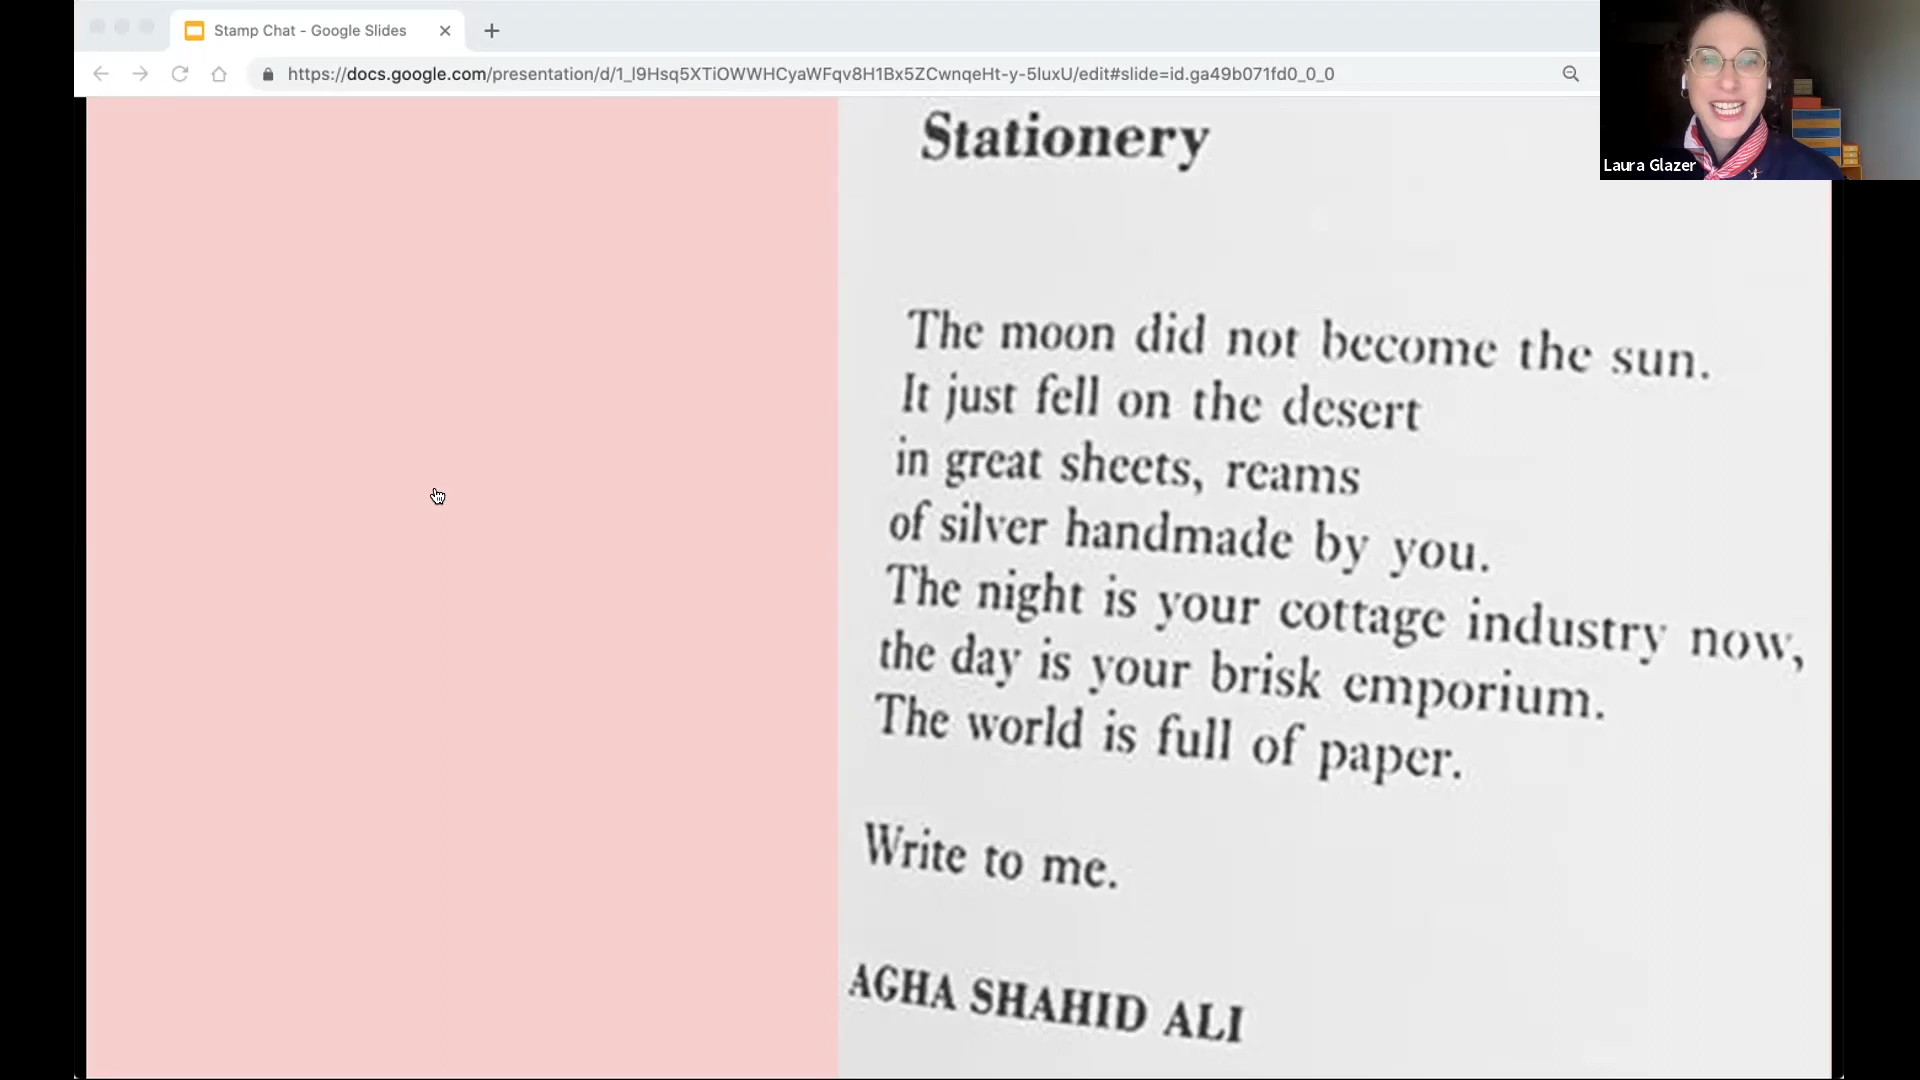 Stamp Chat - Google Slides
https://docs.google.com/presentation/d/1_l9Hsq5XTiOWWHCyaWFqv8H1Bx5ZCwnqeHt-y-5luxU/edit#slide=id.ga49b071fd0_0_0
Laura Glazer
Stationery
The moon did not become the sun.
It just fell on the desert
in great sheets, reams
of silver handmade by you.
The night is your cottage industry now,
the day is your brisk emporium.
The world is full of paper.
Write to me.
AGHA SHAHID ALI